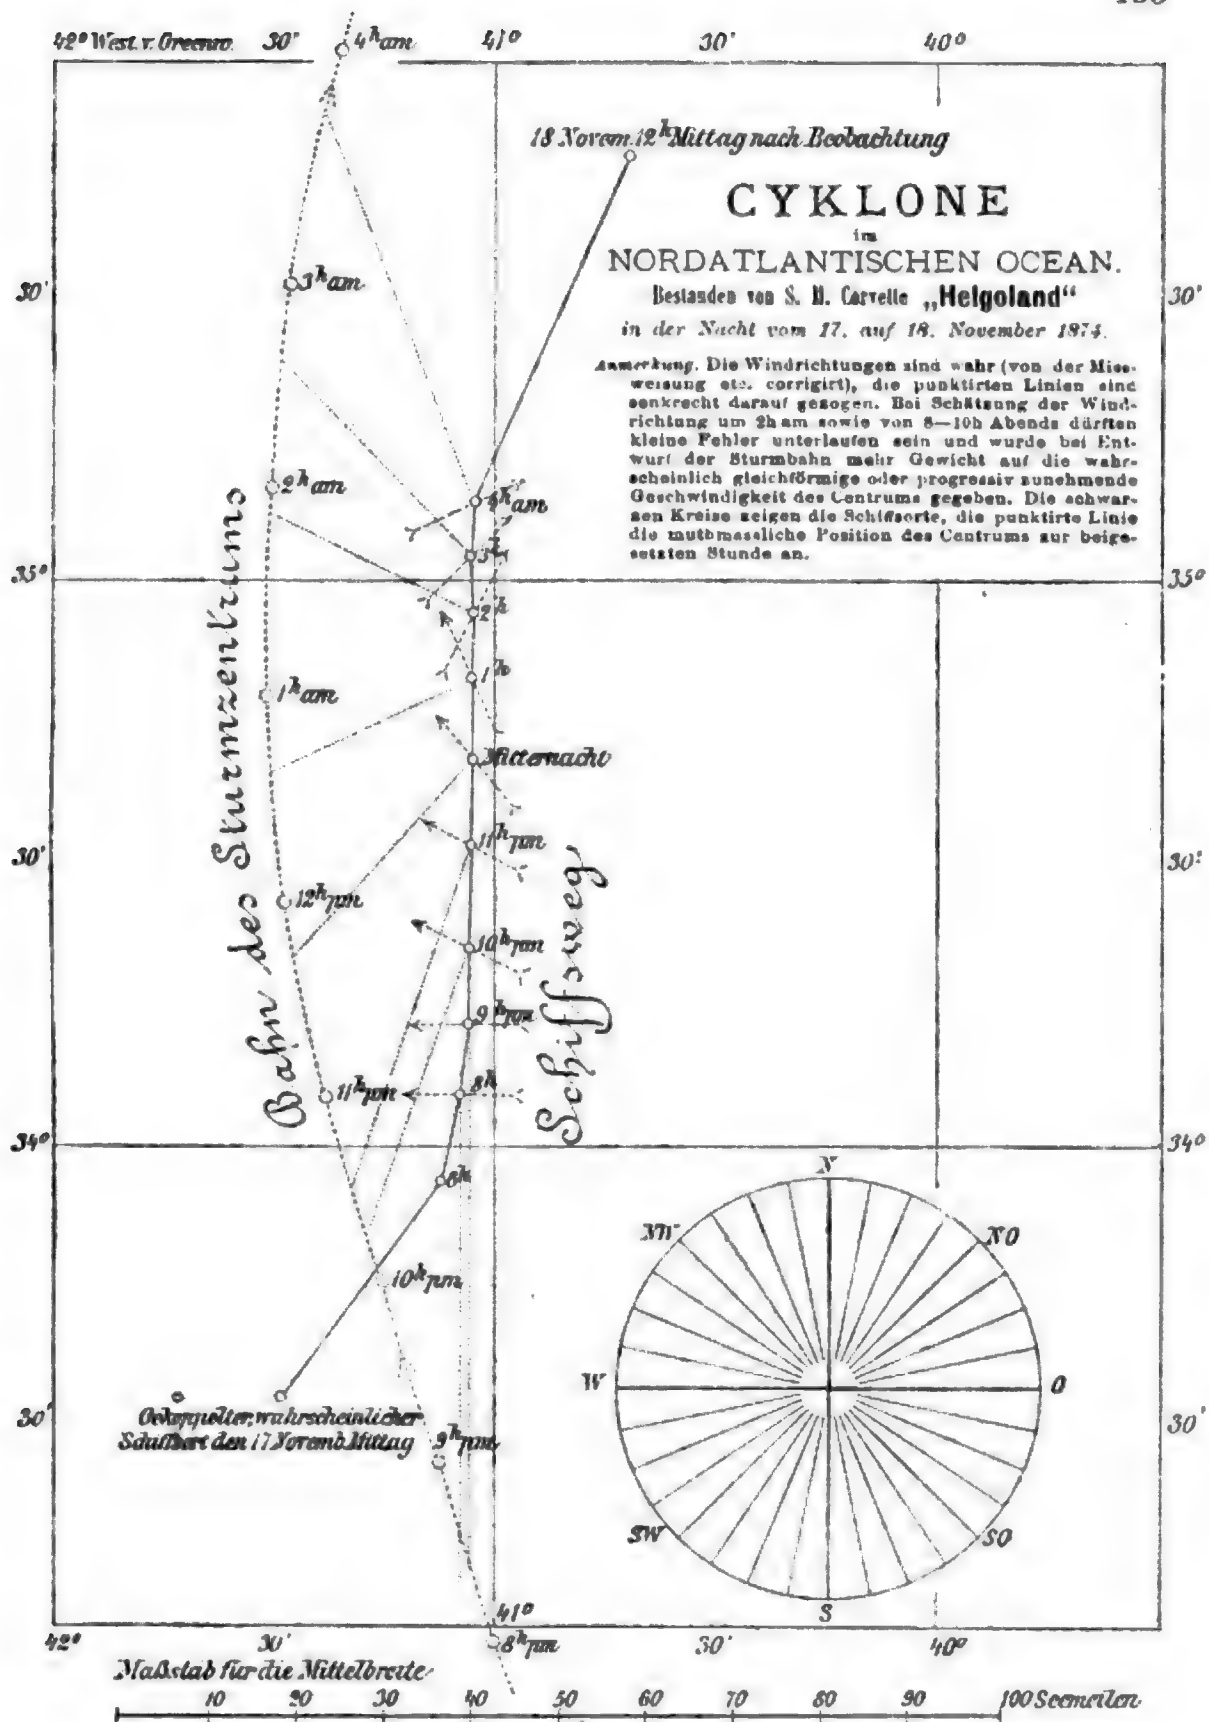 42° West. v. Greenw. 30' 4h am 41° 30' 40°
18 Novem. 12h Mittag nach Beobachtung
CYKLONE
im
NORDATLANTISCHEN OCEAN.
Bestanden von S. M. Corvette „Helgoland“
in der Nacht vom 17. auf 18. November 1874.
Anmerkung. Die Windrichtungen sind wahr (von der Miss-
weisung etc. corrigirt), die punktirten Linien sind
senkrecht darauf gezogen. Bei Schätzung der Wind-
richtung um 2h am sowie von 8—10h Abends dürften
kleine Fehler unterlaufen sein und wurde bei Ent-
wurf der Sturmbahn mehr Gewicht auf die wahr-
scheinlich gleichförmige oder progressiv zunehmende
Geschwindigkeit des Centrums gegeben. Die schwar-
zen Kreise zeigen die Schiffsorte, die punktirte Linie
die mutbmassliche Position des Centrums zur beige-
setzten Stunde an.
30' 3h am 30'
2h am 4h am
3h
35° 2h 35°
1h am 1h
Mitternacht
30' 11h pm 30'
12h pm 10h pm
9h pm
11h pm 8h
Bahn des Sturmzentrums
Schiffsweg
34° 6h 34°
10h pm
N
NW NO
W O
SW SO
S
30' 30'
Gekoppelter, wahrscheinlicher
Schiffsort den 17 Novemb. Mittag 9h pm
41°
42° 30' 8h pm 30' 40°
Maßstab für die Mittelbreite
10 20 30 40 50 60 70 80 90 100 Seemeilen